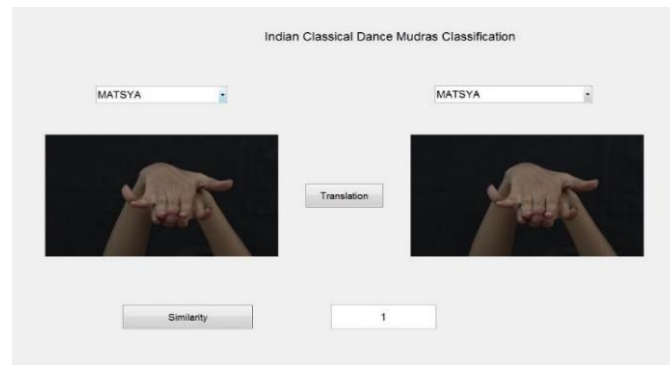 Indian Classical Dance Mudras Classification
MATSYA
MATSYA
Translation
Similarity
1